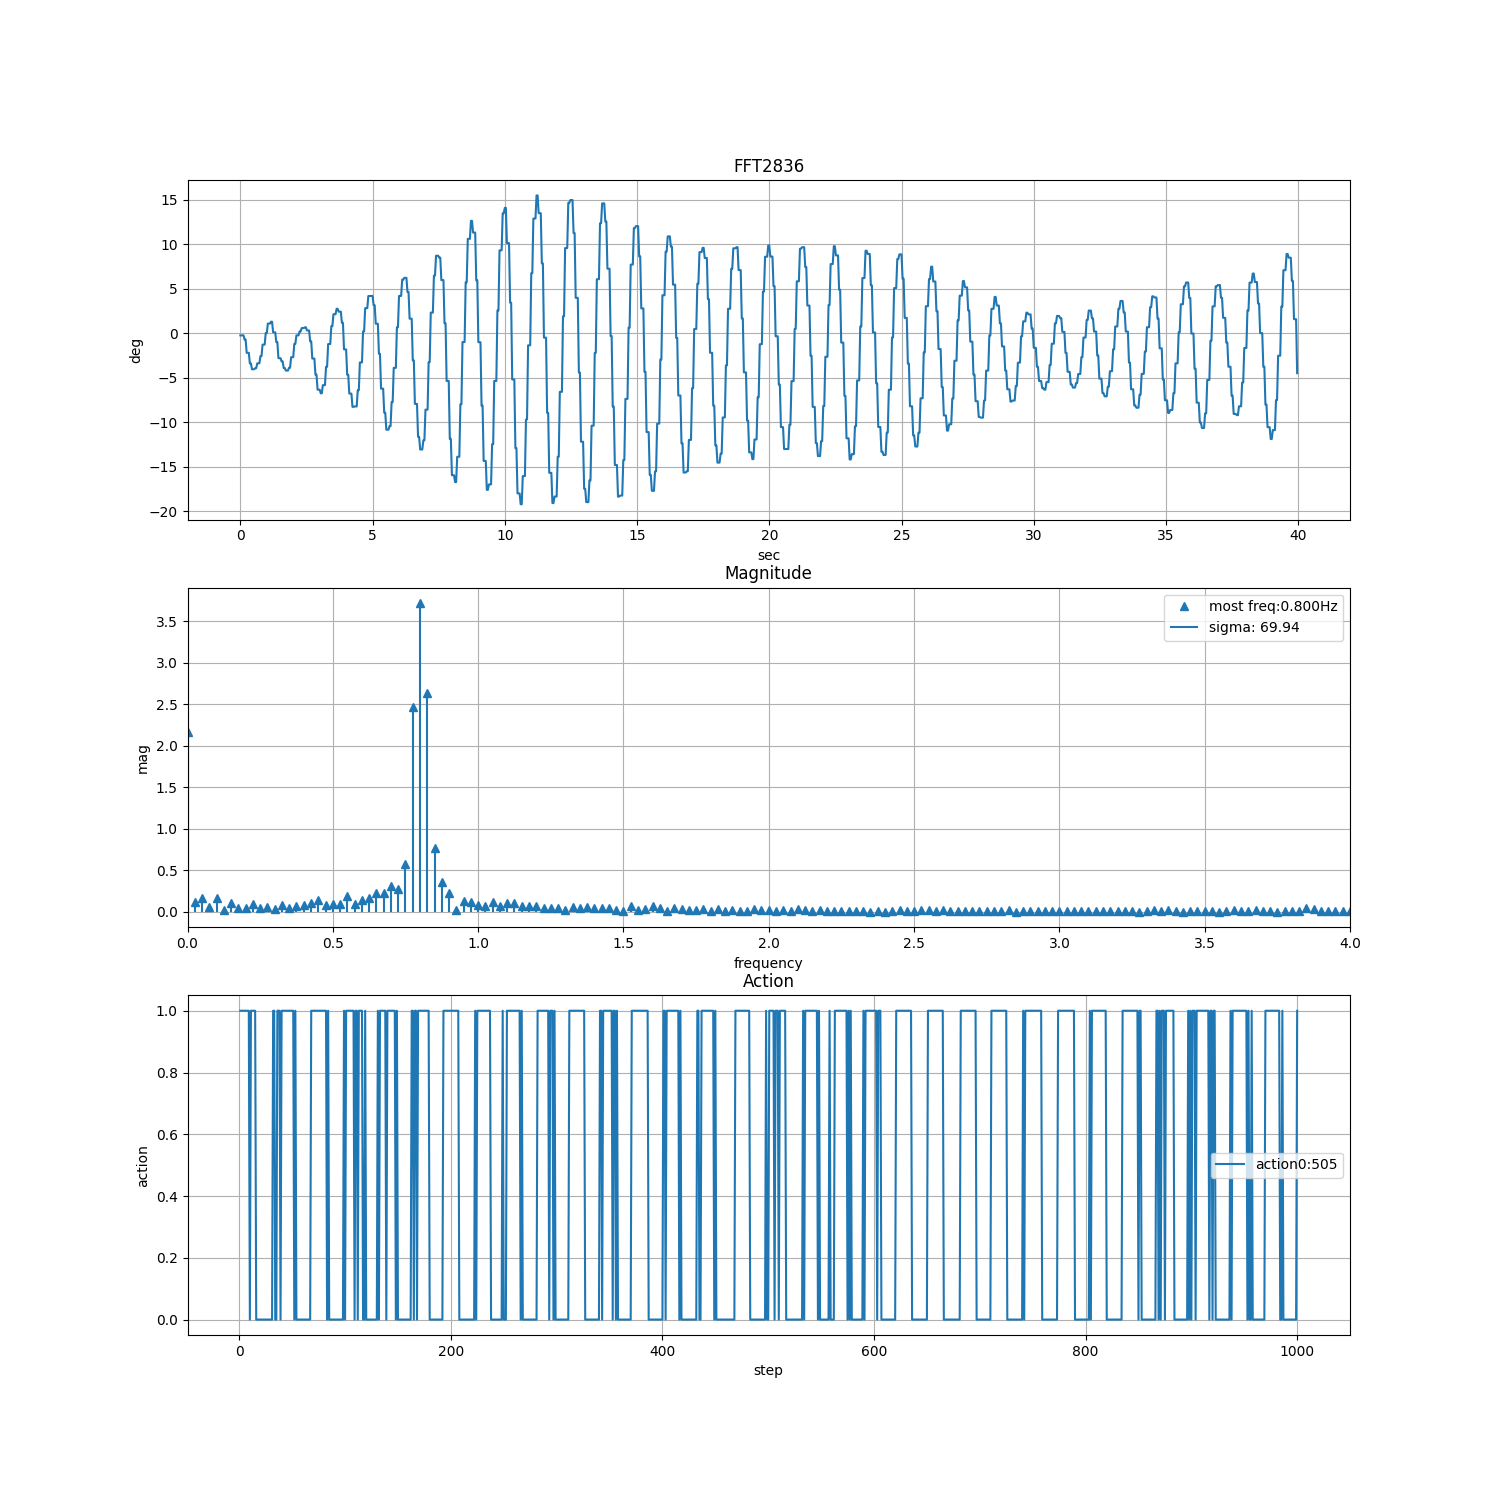 FFT2836
15
10
5
0
−5
−10
−15
−20
deg
0 5 10 15 20 25 30 35 40
sec
Magnitude
most freq:0.800Hz
sigma: 69.94
3.5
3.0
2.5
2.0
1.5
1.0
0.5
0.0
mag
0.0 0.5 1.0 1.5 2.0 2.5 3.0 3.5 4.0
frequency
Action
1.0
0.8
0.6
0.4
0.2
0.0
action
action0:505
0 200 400 600 800 1000
step